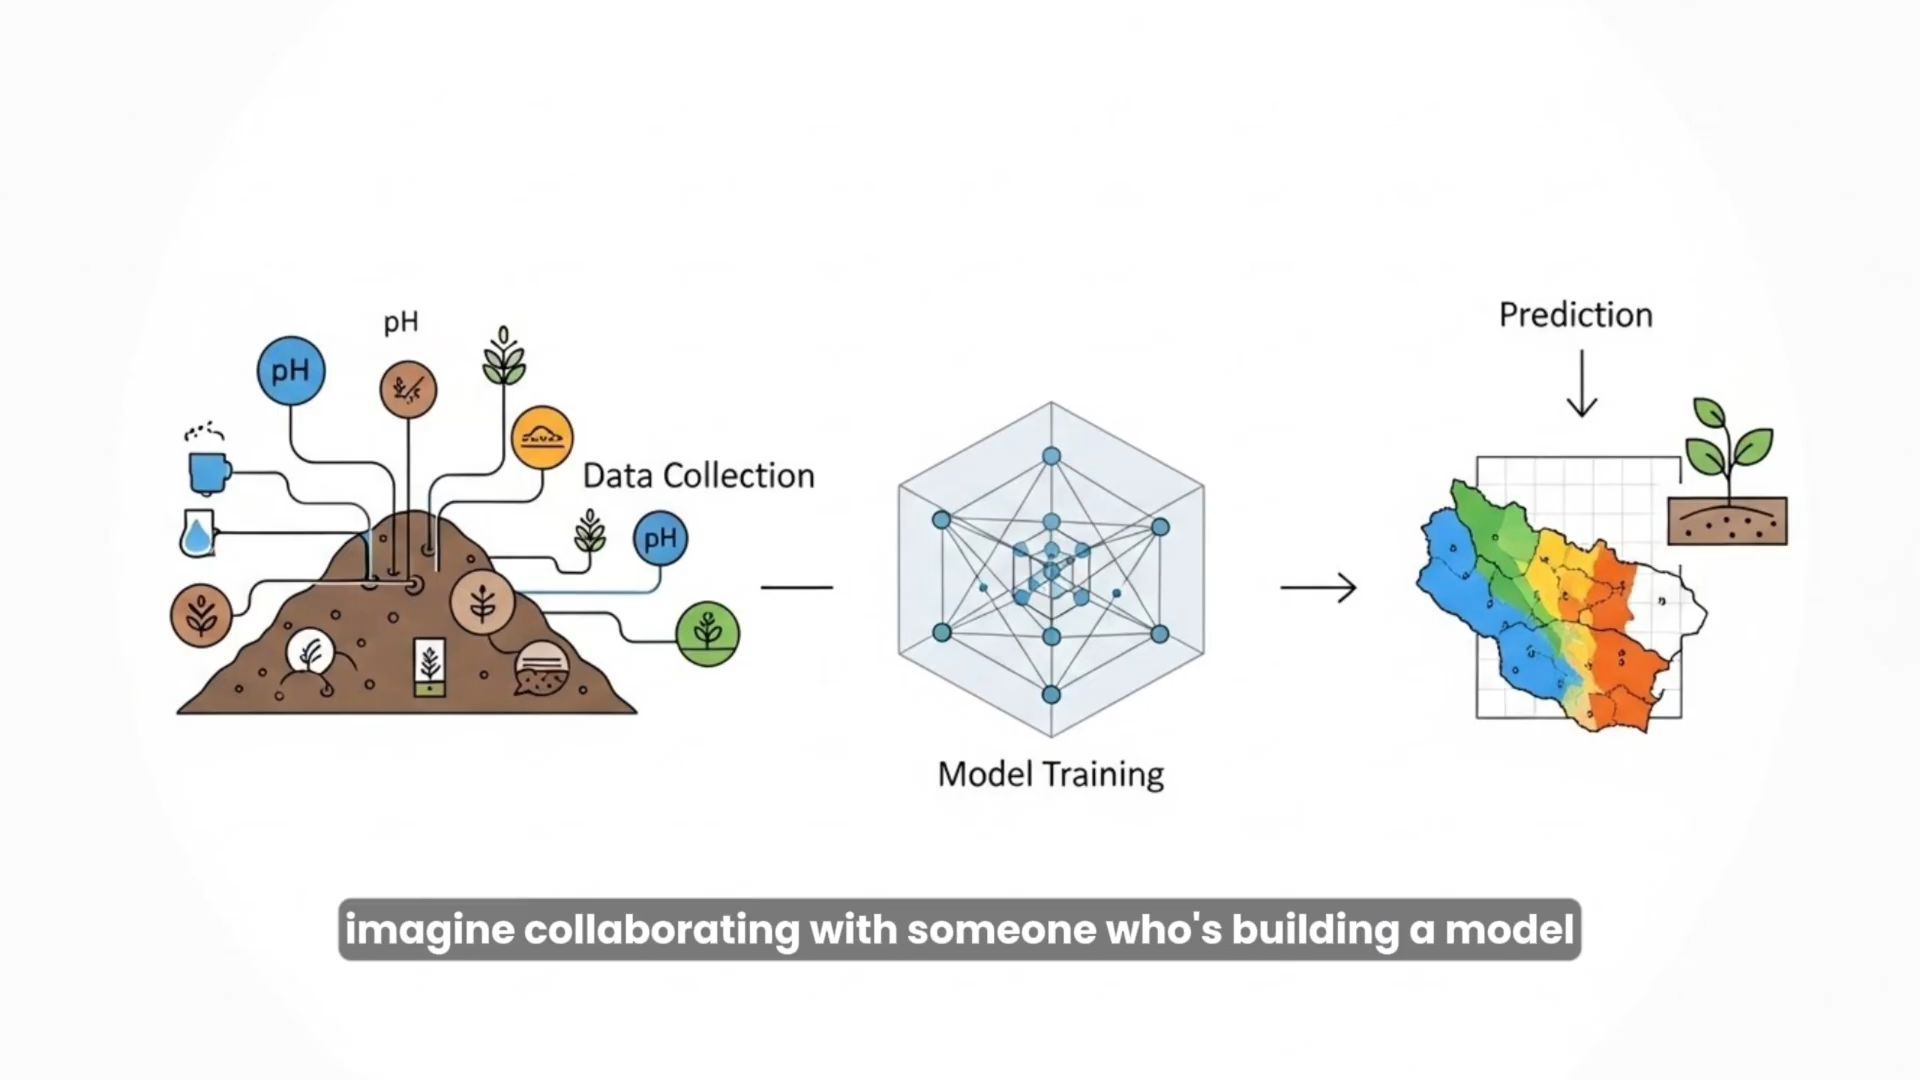 pH
pH
Data Collection
pH
Model Training
Prediction
imagine collaborating with someone who's building a model